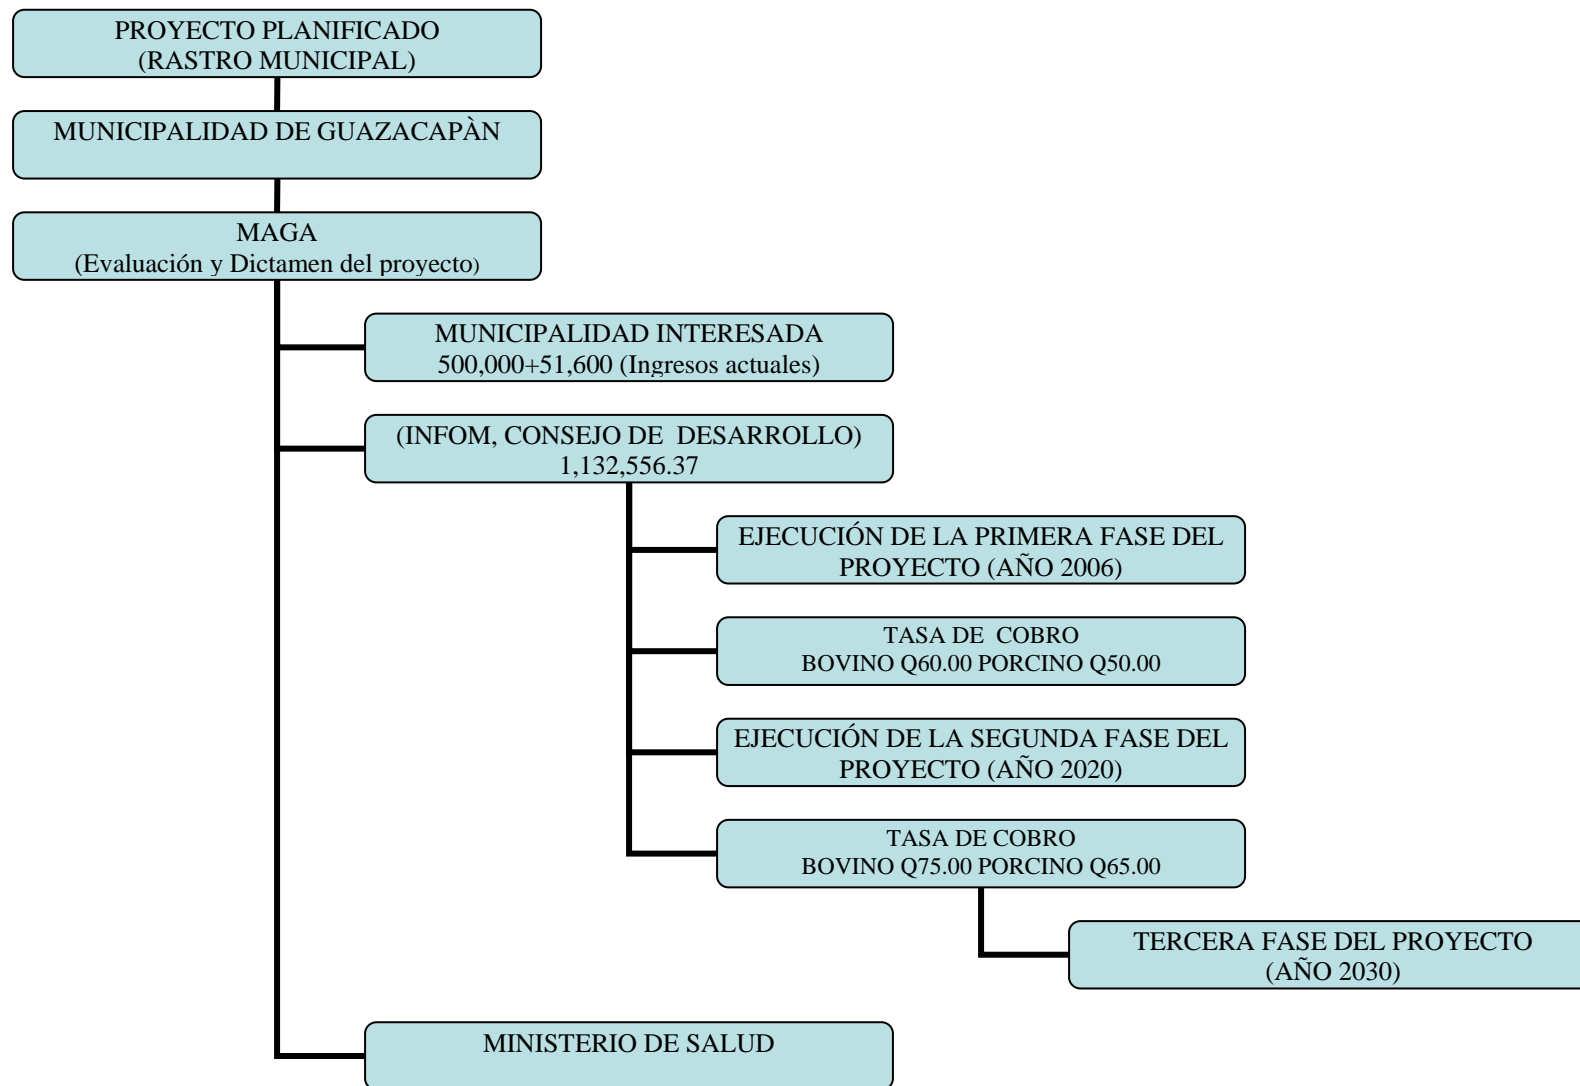 PROYECTO PLANIFICADO
(RASTRO MUNICIPAL)
MUNICIPALIDAD DE GUAZACAPÀN
MAGA
(Evaluación y Dictamen del proyecto)
MUNICIPALIDAD INTERESADA
500,000+51,600 (Ingresos actuales)
(INFOM, CONSEJO DE DESARROLLO)
1,132,556.37
EJECUCIÓN DE LA PRIMERA FASE DEL
PROYECTO (AÑO 2006)
TASA DE COBRO
BOVINO Q60.00 PORCINO Q50.00
EJECUCIÓN DE LA SEGUNDA FASE DEL
PROYECTO (AÑO 2020)
TASA DE COBRO
BOVINO Q75.00 PORCINO Q65.00
TERCERA FASE DEL PROYECTO
(AÑO 2030)
MINISTERIO DE SALUD